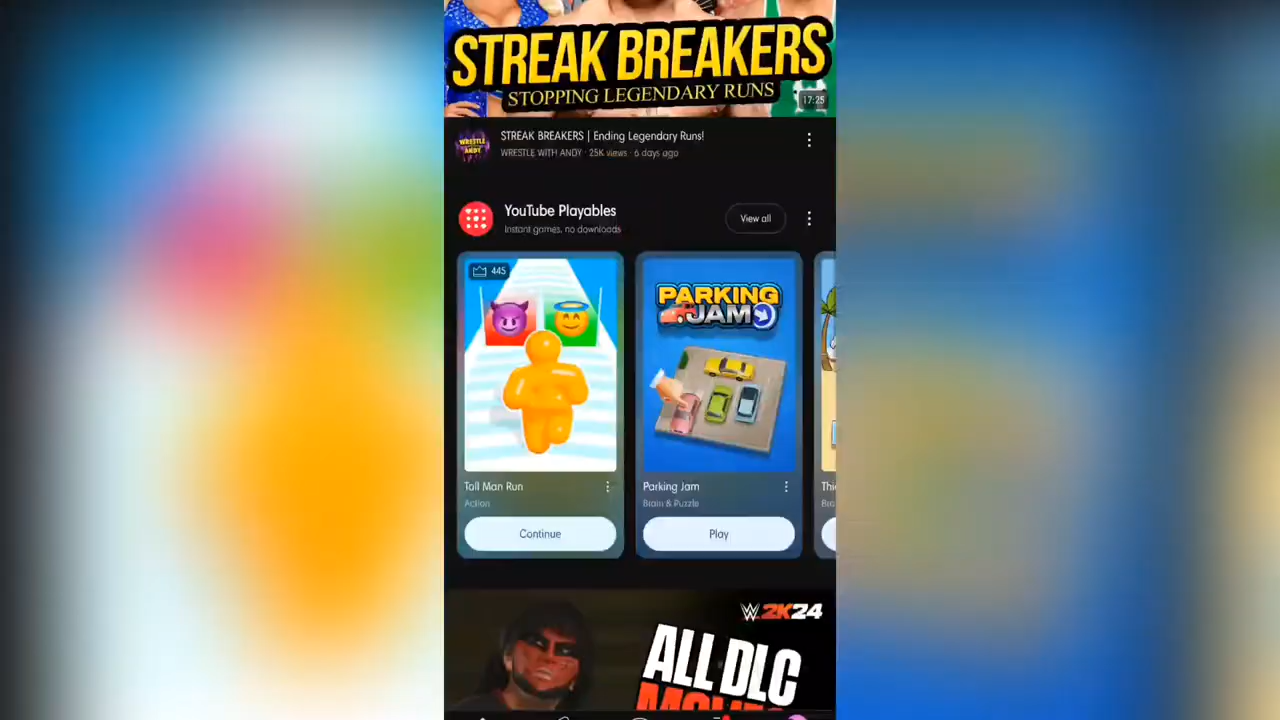 STREAK BREAKERS
STOPPING LEGENDARY RUNS
17:25
WRESTLE
ANDY
STREAK BREAKERS | Ending Legendary Runs!
WRESTLE WITH ANDY · 25K views · 6 days ago
YouTube Playables
Instant games, no downloads
View all
445
PARKING
JAM
Tall Man Run
Action
Continue
Parking Jam
Brain & Puzzle
Play
W 2K24
ALL DLC